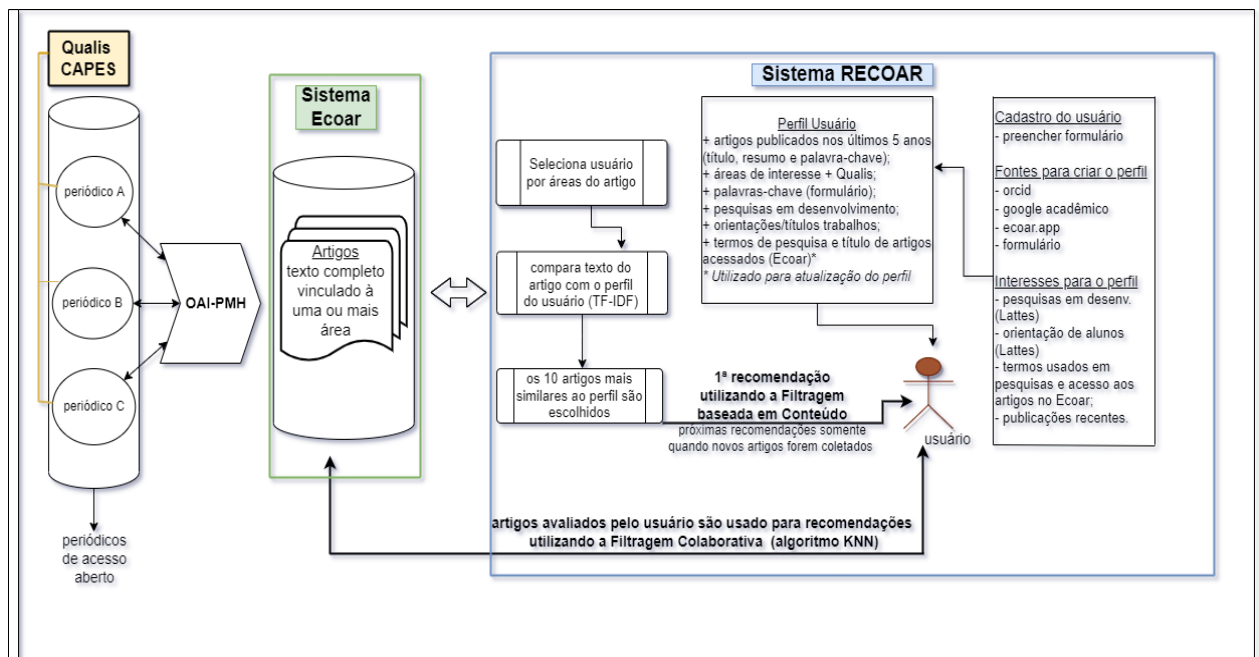 Qualis
CAPES
periódico A
periódico B
periódico C
periódicos
de acesso
aberto
OAI-PMH
Sistema
Ecoar
Artigos
texto completo
vinculado à
uma ou mais
área
Sistema RECOAR
Seleciona usuário
por áreas do artigo
compara texto do
artigo com o perfil
do usuário (TF-IDF)
os 10 artigos mais
similares ao perfil são
escolhidos
Perfil Usuário
+ artigos publicados nos últimos 5 anos
(título, resumo e palavra-chave);
+ áreas de interesse + Qualis;
+ palavras-chave (formulário);
+ pesquisas em desenvolvimento;
+ orientações/títulos trabalhos;
+ termos de pesquisa e título de artigos
acessados (Ecoar)*
* Utilizado para atualização do perfil
Cadastro do usuário
- preencher formulário
Fontes para criar o perfil
- orcid
- google acadêmico
- ecoar.app
- formulário
Interesses para o perfil
- pesquisas em desenv.
(Lattes)
- orientação de alunos
(Lattes)
- termos usados em
pesquisas e acesso aos
artigos no Ecoar;
- publicações recentes.
1ª recomendação
utilizando a Filtragem
baseada em Conteúdo
próximas recomendações somente
quando novos artigos forem coletados
usuário
artigos avaliados pelo usuário são usado para recomendações
utilizando a Filtragem Colaborativa (algoritmo KNN)